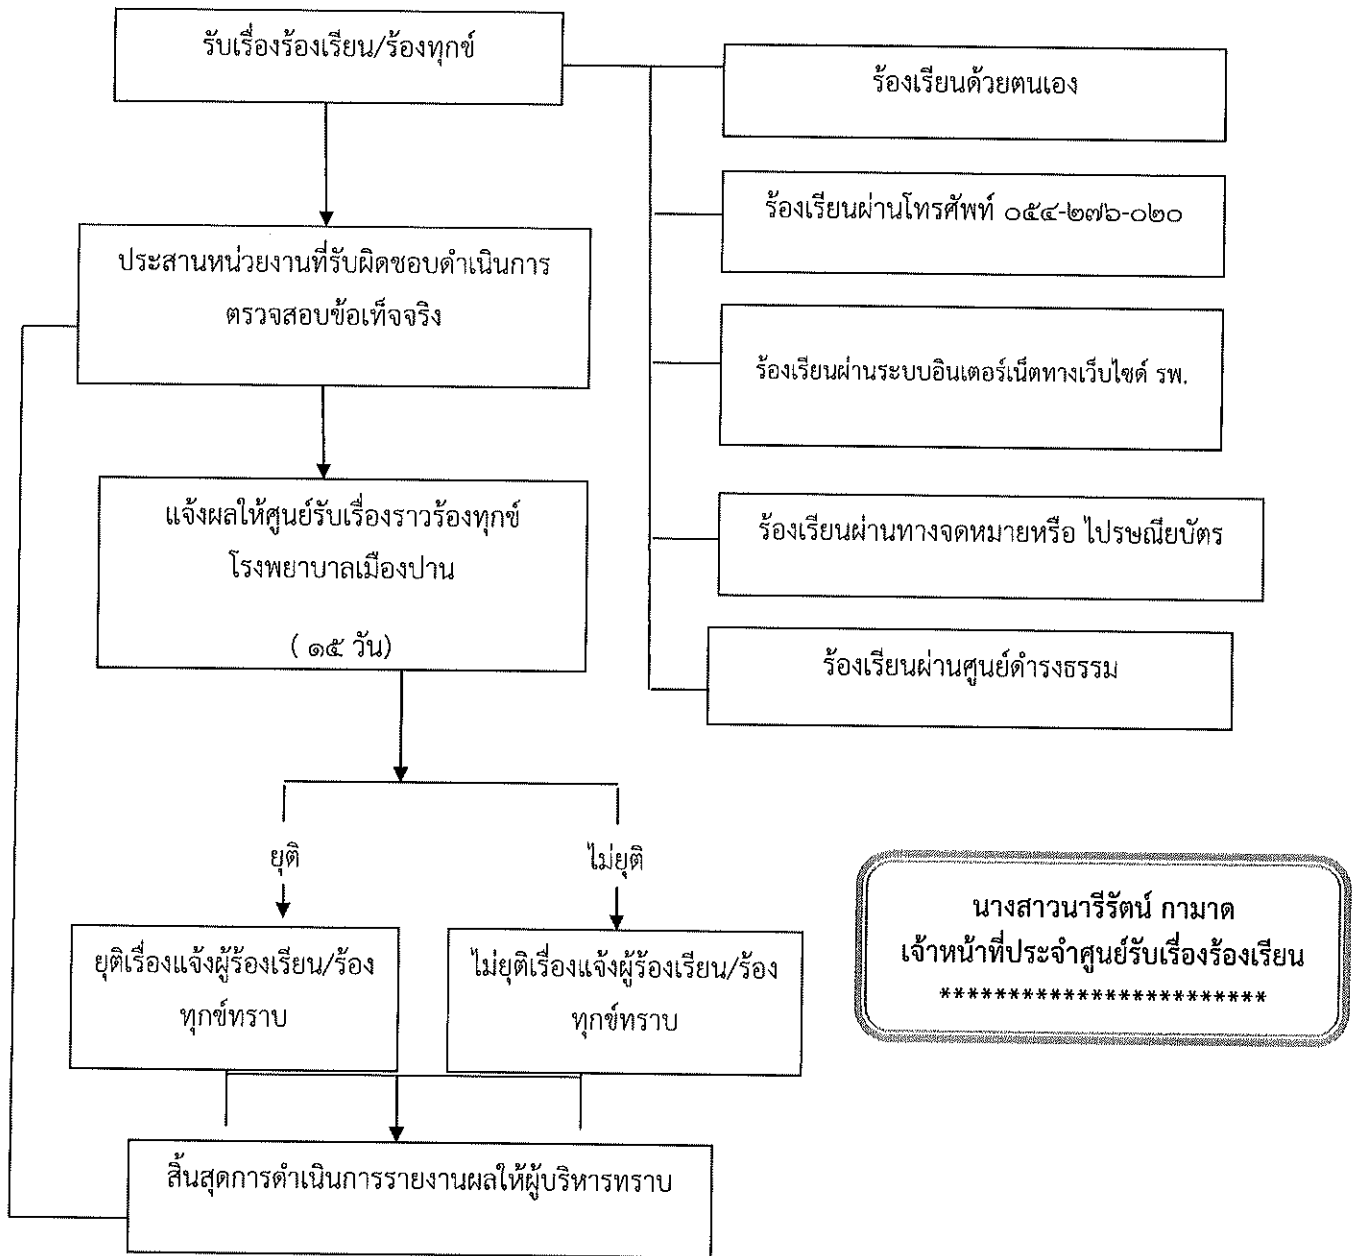 รับเรื่องร้องเรียน/ร้องทุกข์
ร้องเรียนด้วยตนเอง
ร้องเรียนผ่านโทรศัพท์ ๐๕๔-๒๗๖-๐๒๐
ประสานหน่วยงานที่รับผิดชอบดำเนินการ
ตรวจสอบข้อเท็จจริง
ร้องเรียนผ่านระบบอินเตอร์เน็ตทางเว็บไซด์ รพ.
แจ้งผลให้ศูนย์รับเรื่องราวร้องทุกข์
โรงพยาบาลเมืองปาน
( ๑๕ วัน)
ร้องเรียนผ่านทางจดหมายหรือ ไปรษณียบัตร
ร้องเรียนผ่านศูนย์ดำรงธรรม
ยุติ
ไม่ยุติ
ยุติเรื่องแจ้งผู้ร้องเรียน/ร้อง
ทุกข์ทราบ
ไม่ยุติเรื่องแจ้งผู้ร้องเรียน/ร้อง
ทุกข์ทราบ
นางสาวนารีรัตน์ กามาด
เจ้าหน้าที่ประจำศูนย์รับเรื่องร้องเรียน
************************
สิ้นสุดการดำเนินการรายงานผลให้ผู้บริหารทราบ